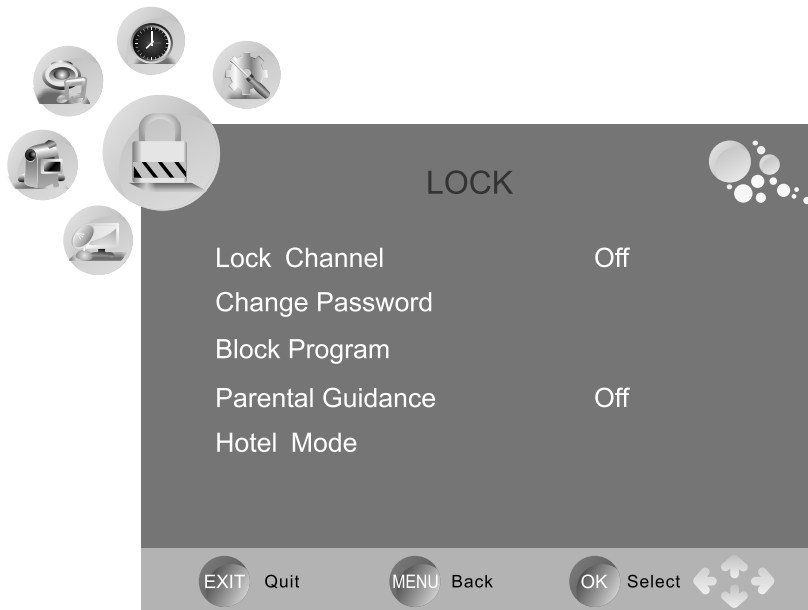 LOCK
Lock Channel Off
Change Password
Block Program
Parental Guidance Off
Hotel Mode
EXIT Quit MENU Back OK Select